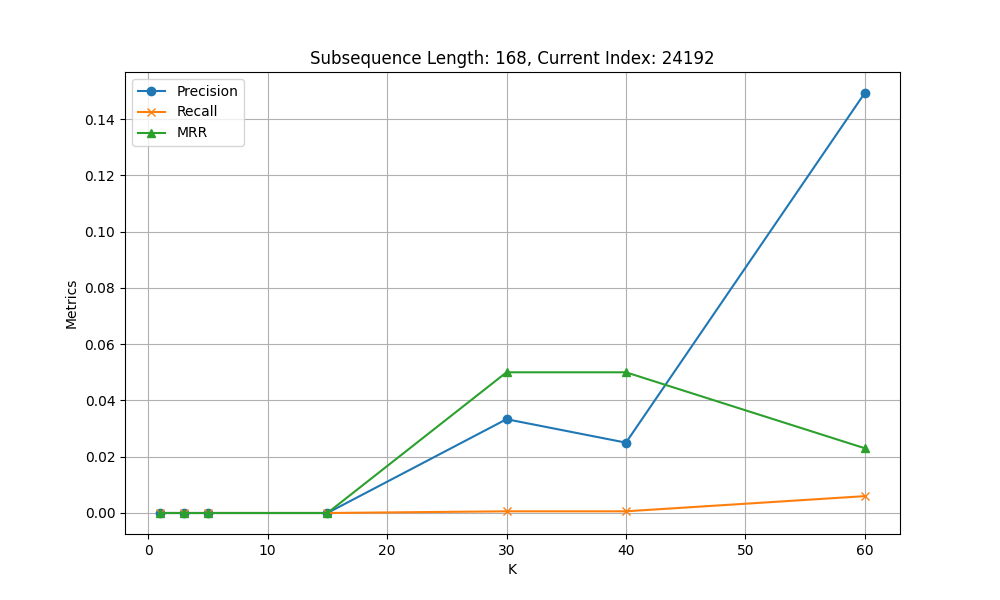 Subsequence Length: 168, Current Index: 24192
Precision
Recall
MRR
Metrics
0.14
0.12
0.10
0.08
0.06
0.04
0.02
0.00
0 10 20 30 40 50 60
K